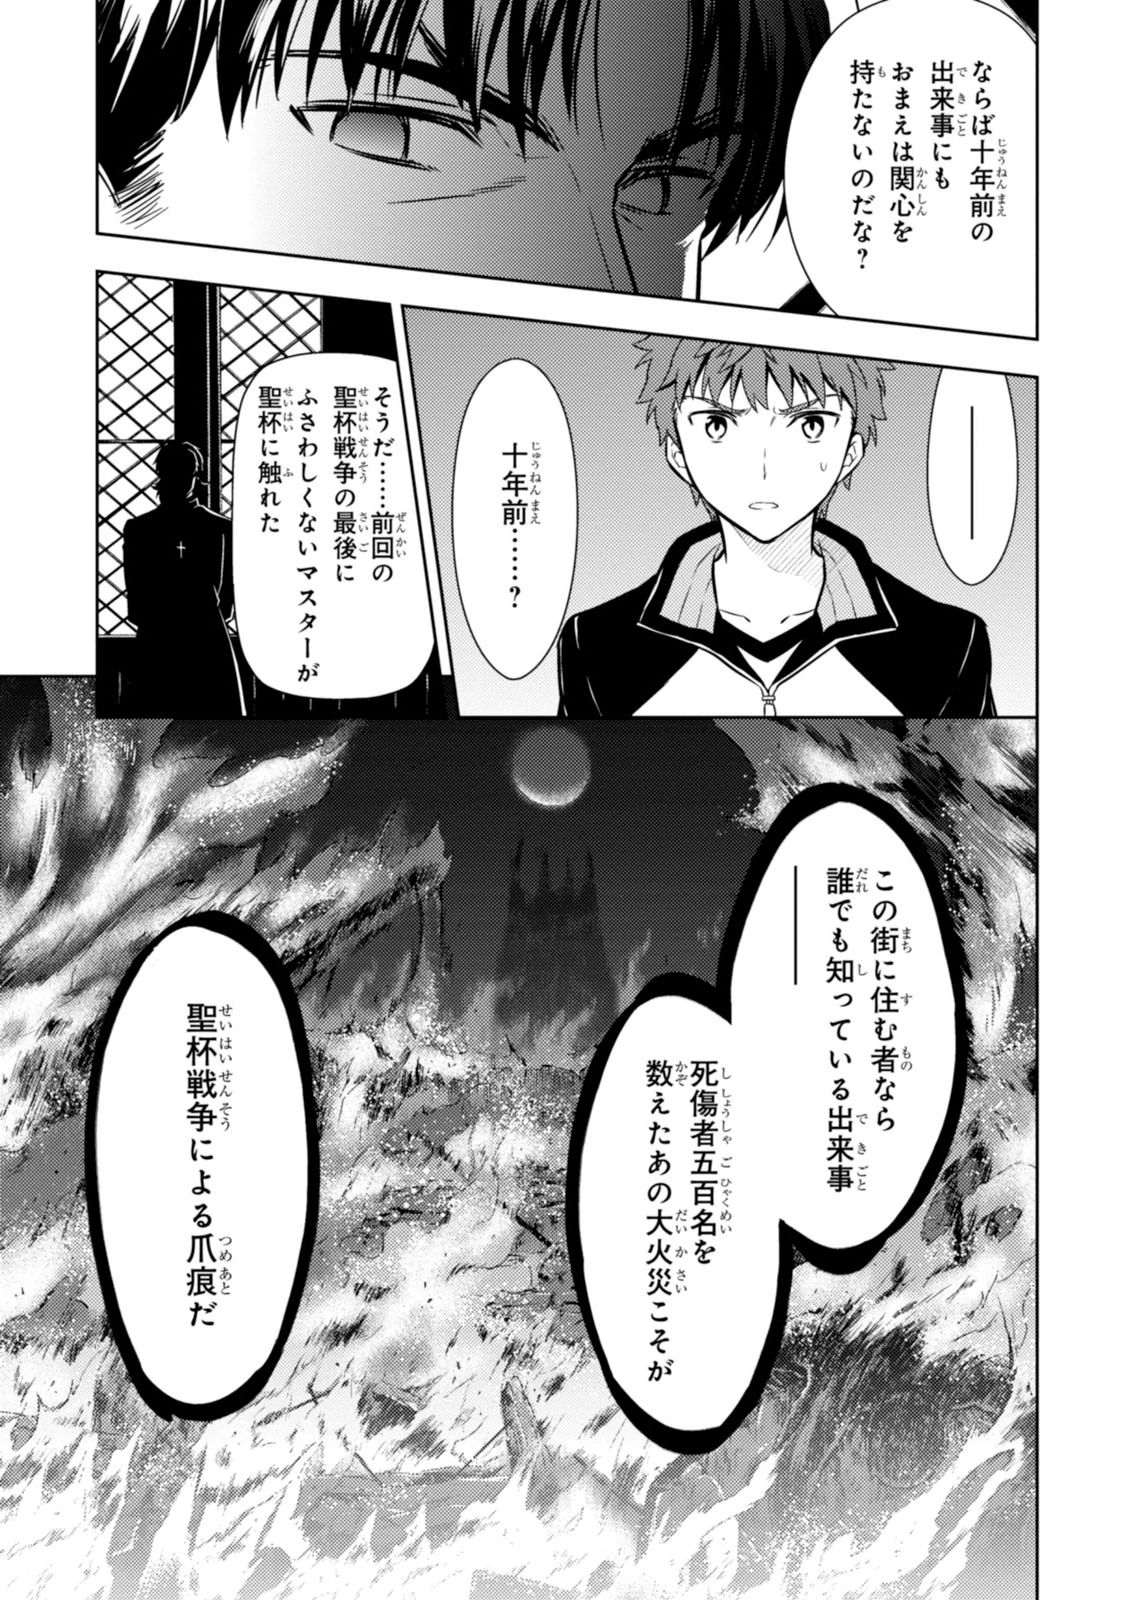 ならば十年前の
出来事にも
おまえは関心を
持たないのだな？
――
十年前……？
そうだ……前回の
聖杯戦争の最後に
ふさわしくないマスターが
聖杯に触れた
この街に住む者なら
誰でも知っている出来事
――
死傷者五百名を
数えたあの大火災こそが
聖杯戦争による爪痕だ